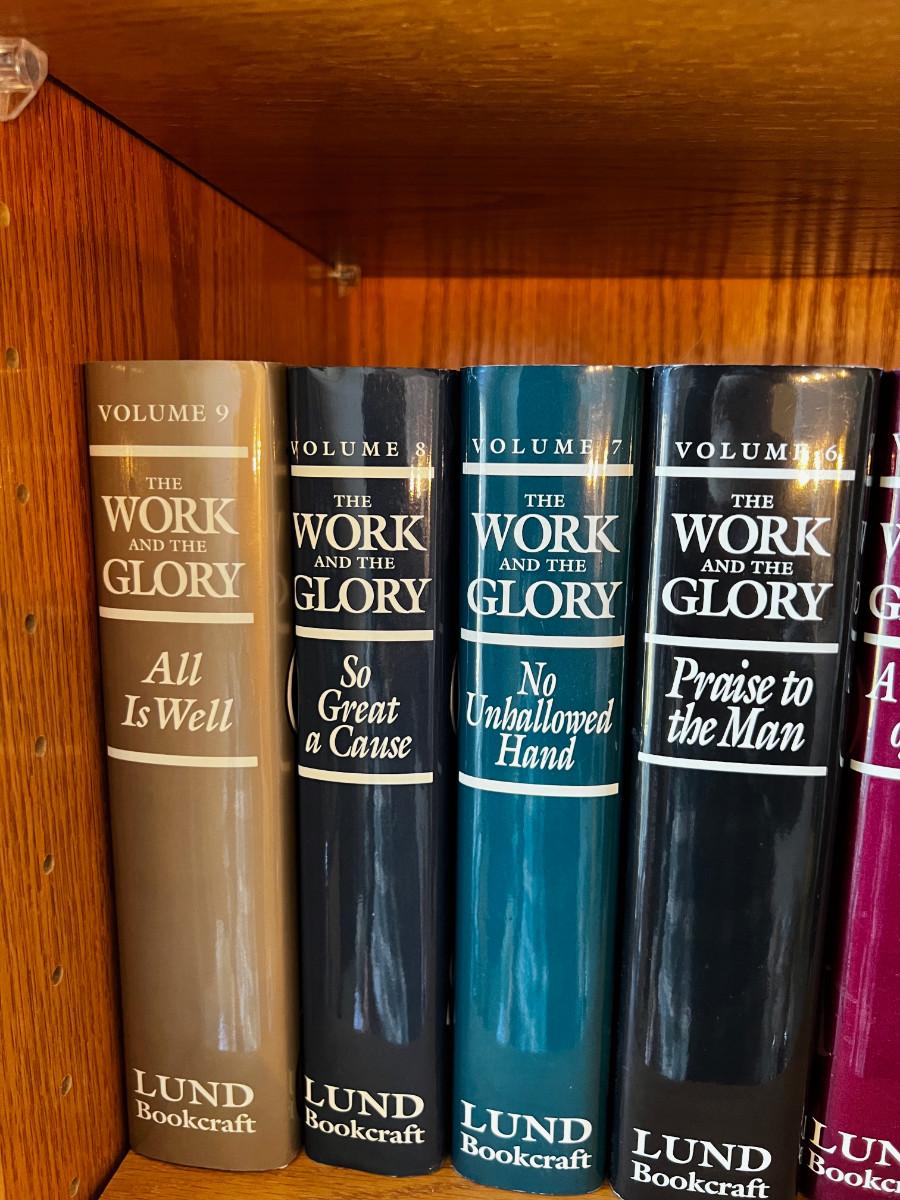 VOLUME 9
THE
WORK
AND THE
GLORY
All
Is Well
LUND
Bookcraft
VOLUME 8
THE
WORK
AND THE
GLORY
So
Great
a Cause
LUND
Bookcraft
VOLUME 7
THE
WORK
AND THE
GLORY
No
Unhallowed
Hand
LUND
Bookcraft
VOLUME 6
THE
WORK
AND THE
GLORY
Praise to
the Man
LUND
Bookcraft